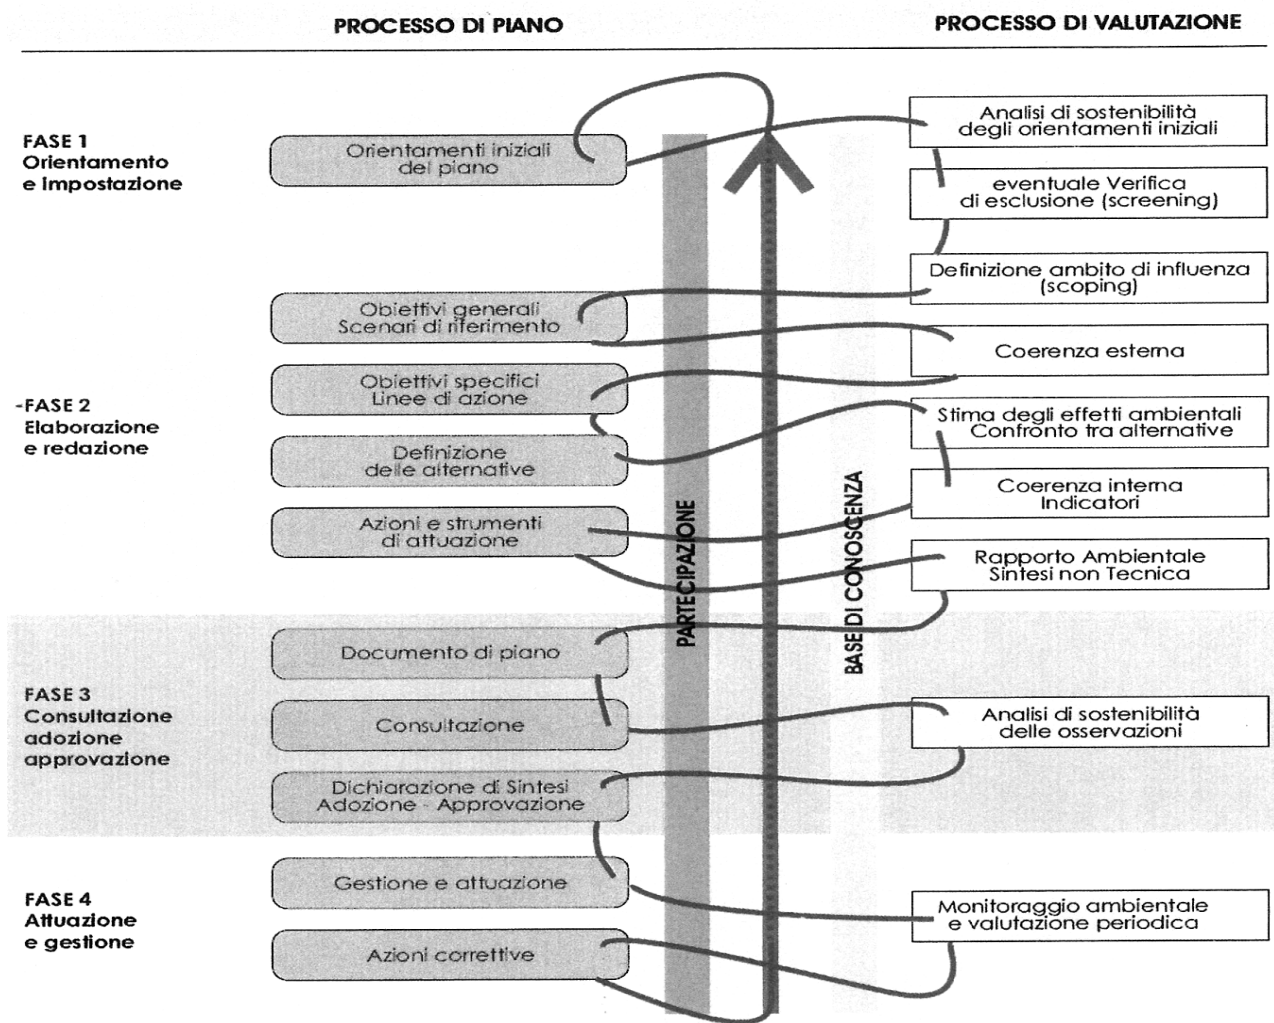 PROCESSO DI PIANO
PROCESSO DI VALUTAZIONE
FASE 1
Orientamento
e impostazione
Orientamenti iniziali
del piano
Analisi di sostenibilità
degli orientamenti iniziali
eventuale Verifica
di esclusione (screening)
Definizione ambito di influenza
(scoping)
-FASE 2
Elaborazione
e redazione
Obiettivi generali
Scenari di riferimento
Coerenza esterna
Obiettivi specifici
Linee di azione
Stima degli effetti ambientali
Confronto tra alternative
Definizione
delle alternative
Coerenza interna
Indicatori
Azioni e strumenti
di attuazione
Rapporto Ambientale
Sintesi non Tecnica
PARTECIPAZIONE
BASE DI CONOSCENZA
FASE 3
Consultazione
adozione
approvazione
Documento di piano
Consultazione
Analisi di sostenibilità
delle osservazioni
Dichiarazione di Sintesi
Adozione - Approvazione
FASE 4
Attuazione
e gestione
Gestione e attuazione
Monitoraggio ambientale
e valutazione periodica
Azioni correttive